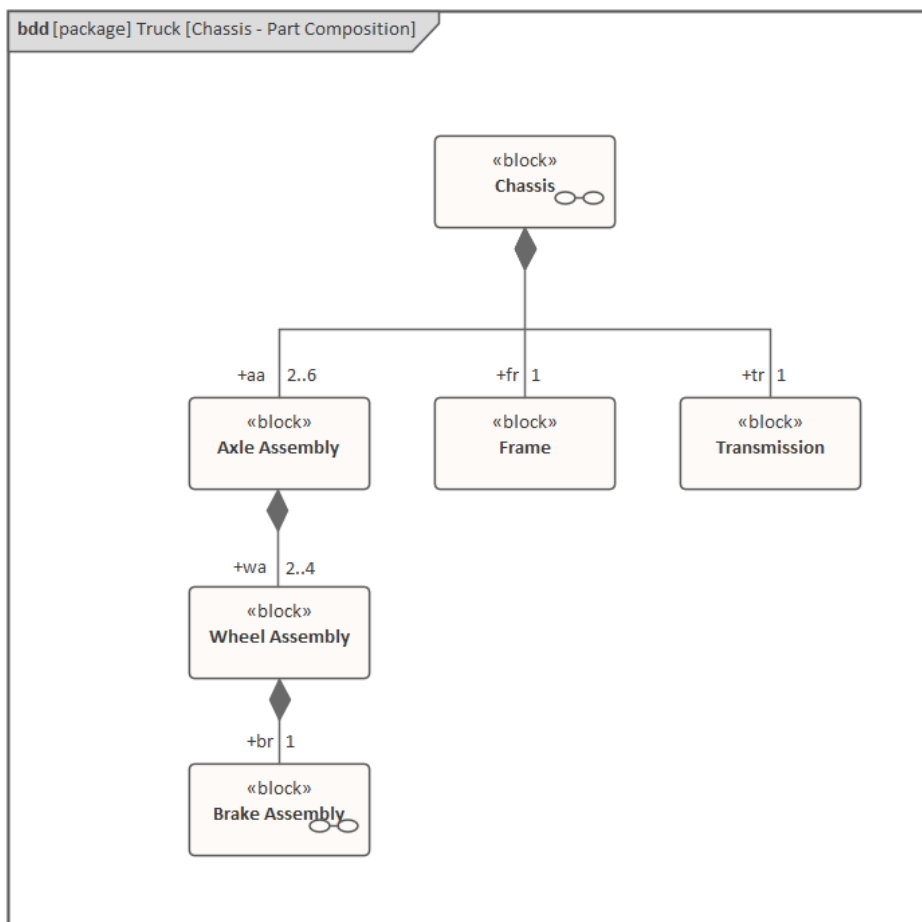 bdd [package] Truck [Chassis - Part Composition]
«block»
Chassis
+aa 2..6
+fr 1
+tr 1
«block»
Axle Assembly
«block»
Frame
«block»
Transmission
+wa 2..4
«block»
Wheel Assembly
+br 1
«block»
Brake Assembly